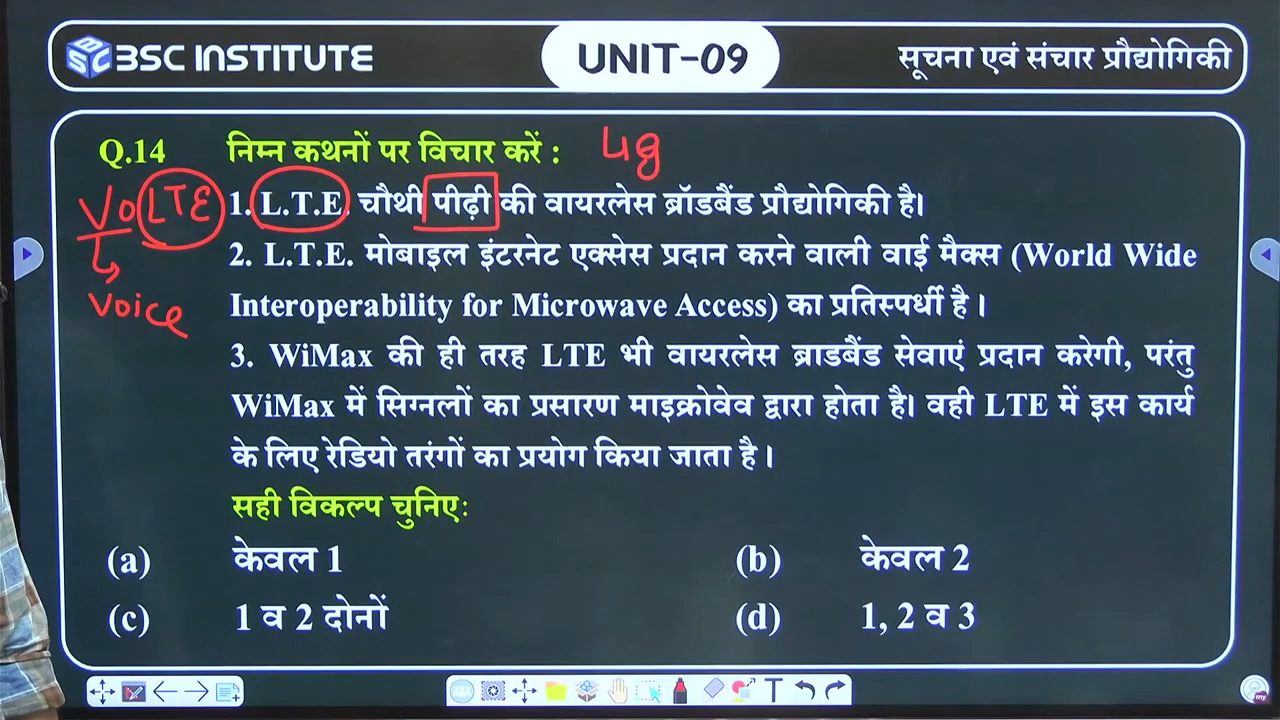 BSC INSTITUTE
UNIT-09
सूचना एवं संचार प्रौद्योगिकी
Q.14 निम्न कथनों पर विचार करें : 4g
VoLTE
1. L.T.E. चौथी पीढ़ी की वायरलेस ब्रॉडबैंड प्रौद्योगिकी है।
2. L.T.E. मोबाइल इंटरनेट एक्सेस प्रदान करने वाली वाई मैक्स (World Wide
voice
Interoperability for Microwave Access) का प्रतिस्पर्धी है।
3. WiMax की ही तरह LTE भी वायरलेस ब्राडबैंड सेवाएं प्रदान करेगी, परंतु
WiMax में सिग्नलों का प्रसारण माइक्रोवेव द्वारा होता है। वही LTE में इस कार्य
के लिए रेडियो तरंगों का प्रयोग किया जाता है।
सही विकल्प चुनिए:
(a) केवल 1
(b) केवल 2
(c) 1 व 2 दोनों
(d) 1, 2 व 3